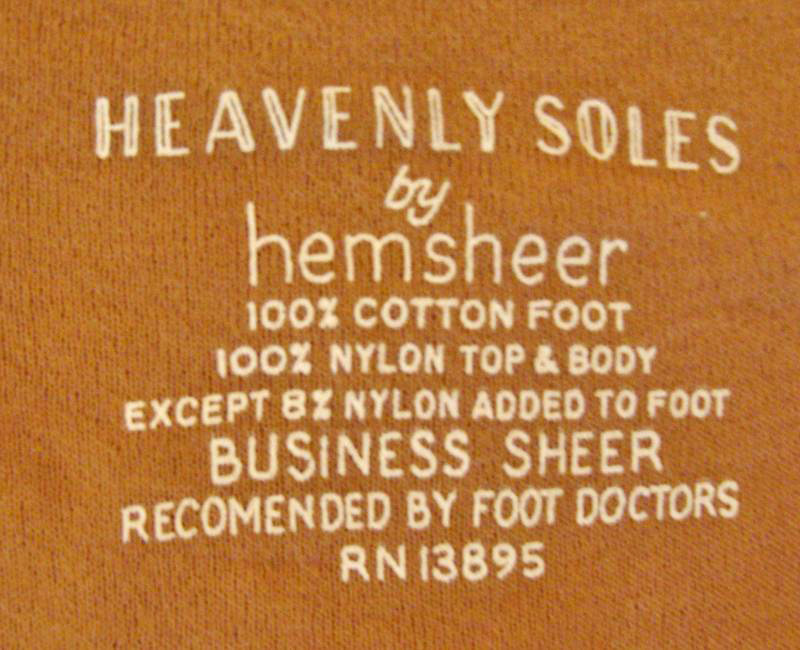 HEAVENLY SOLES
by
hemsheer
100% COTTON FOOT
100% NYLON TOP & BODY
EXCEPT 8% NYLON ADDED TO FOOT
BUSINESS SHEER
RECOMENDED BY FOOT DOCTORS
RN 13895